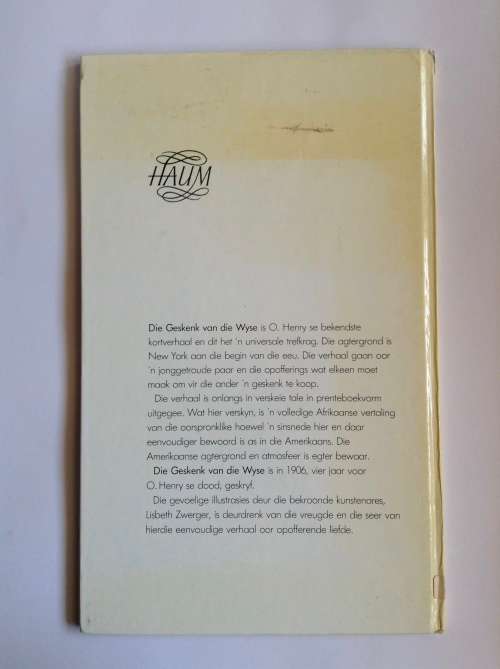 HAUM
Die Geskenk van die Wyse is O. Henry se bekendste
kortverhaal en dit het 'n universale trefkrag. Die agtergrond is
New York aan die begin van die eeu. Die verhaal gaan oor
'n jonggetroude paar en die opofferings wat elkeen moet
maak om vir die ander 'n geskenk te koop.
Die verhaal is onlangs in verskeie tale in prenteboekvorm
uitgegee. Wat hier verskyn, is 'n volledige Afrikaanse vertaling
van die oorspronklike hoewel 'n sinsnede hier en daar
eenvoudiger bewoord is as in die Amerikaans. Die
Amerikaanse agtergrond en atmosfeer is egter bewaar.
Die Geskenk van die Wyse is in 1906, vier jaar voor
O. Henry se dood, geskryf.
Die gevoelige illustrasies deur die bekroonde kunstenares,
Lisbeth Zwerger, is deurdrenk van die vreugde en die seer van
hierdie eenvoudige verhaal oor opofferende liefde.